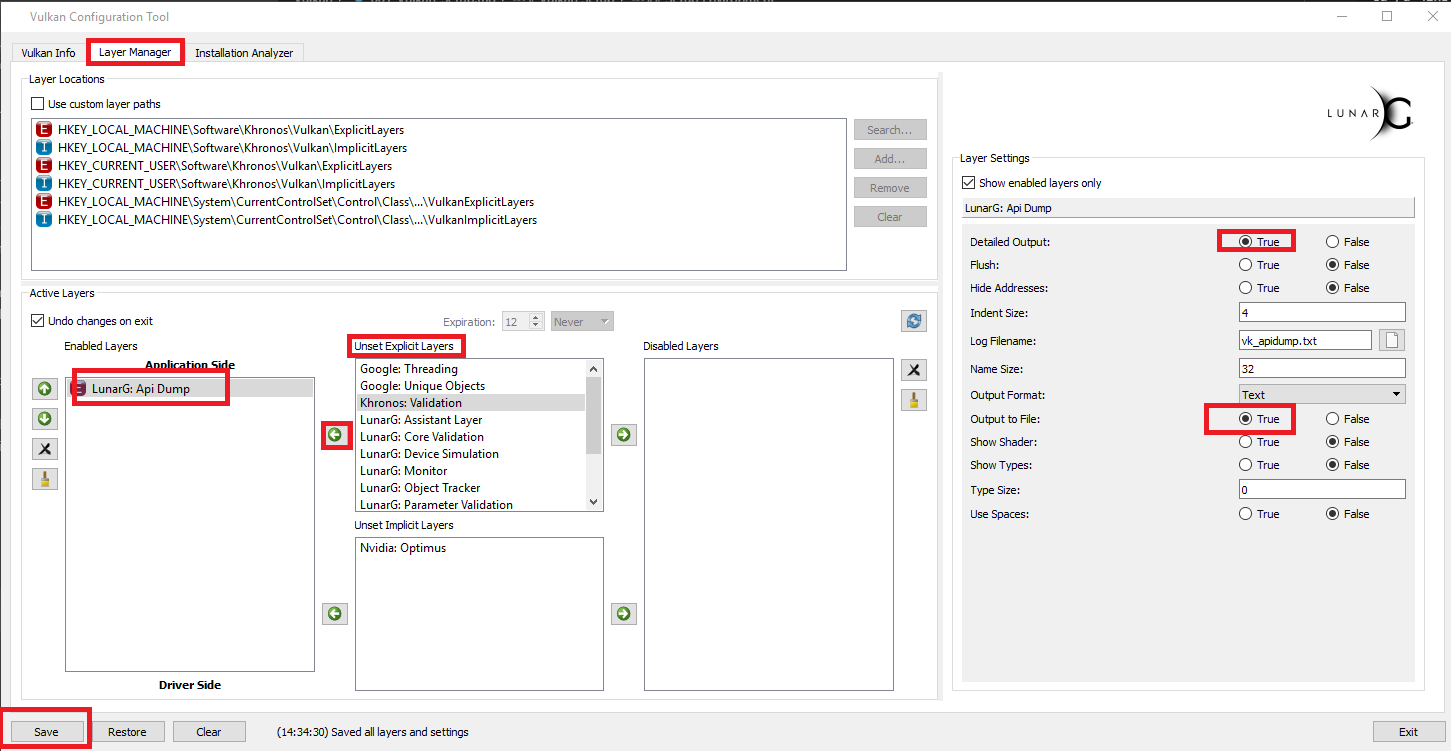 Vulkan Configuration Tool
Vulkan Info
Layer Manager
Installation Analyzer
Layer Locations
Use custom layer paths
E HKEY_LOCAL_MACHINE\Software\Khronos\Vulkan\ExplicitLayers
I HKEY_LOCAL_MACHINE\Software\Khronos\Vulkan\ImplicitLayers
E HKEY_CURRENT_USER\Software\Khronos\Vulkan\ExplicitLayers
I HKEY_CURRENT_USER\Software\Khronos\Vulkan\ImplicitLayers
E HKEY_LOCAL_MACHINE\System\CurrentControlSet\Control\Class\...\VulkanExplicitLayers
I HKEY_LOCAL_MACHINE\System\CurrentControlSet\Control\Class\...\VulkanImplicitLayers
Search...
Add...
Remove
Clear
Active Layers
Undo changes on exit
Expiration: 12 Never
Enabled Layers
Application Side
E LunarG: Api Dump
Driver Side
Unset Explicit Layers
Google: Threading
Google: Unique Objects
Khronos: Validation
LunarG: Assistant Layer
LunarG: Core Validation
LunarG: Device Simulation
LunarG: Monitor
LunarG: Object Tracker
LunarG: Parameter Validation
Unset Implicit Layers
Nvidia: Optimus
Disabled Layers
LUNAR G
Layer Settings
Show enabled layers only
LunarG: Api Dump
Detailed Output: True False
Flush: True False
Hide Addresses: True False
Indent Size: 4
Log Filename: vk_apidump.txt
Name Size: 32
Output Format: Text
Output to File: True False
Show Shader: True False
Show Types: True False
Type Size: 0
Use Spaces: True False
Save
Restore
Clear
(14:34:30) Saved all layers and settings
Exit